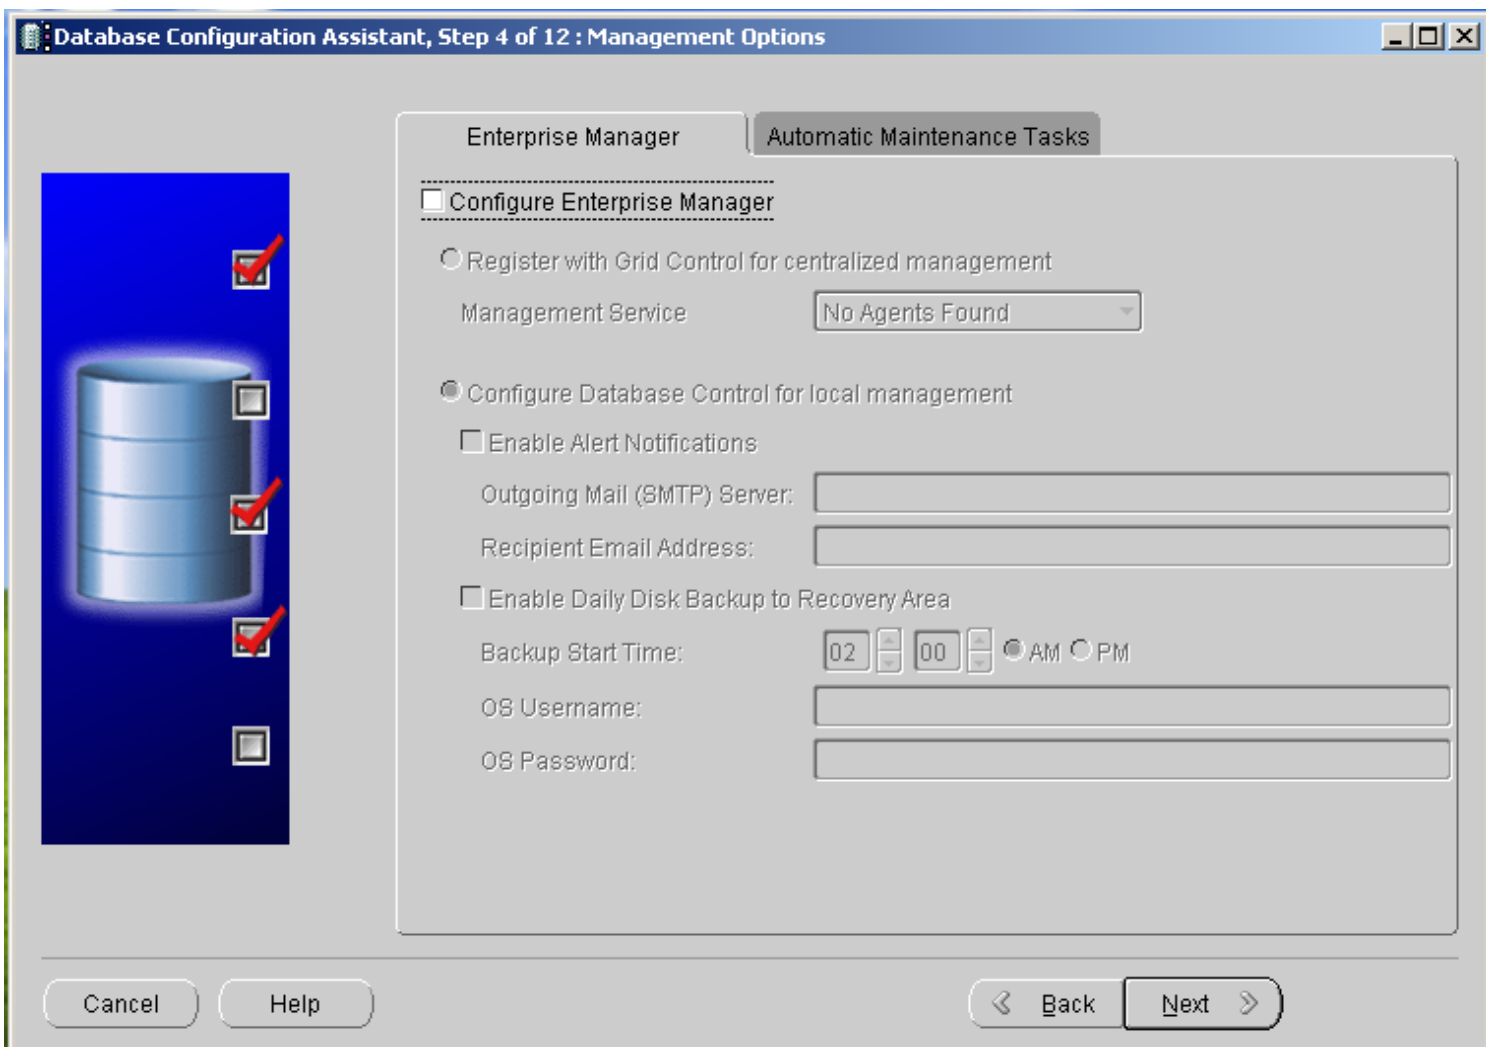 Database Configuration Assistant, Step 4 of 12 : Management Options
Enterprise Manager
Automatic Maintenance Tasks
Configure Enterprise Manager
Register with Grid Control for centralized management
Management Service No Agents Found
Configure Database Control for local management
Enable Alert Notifications
Outgoing Mail (SMTP) Server:
Recipient Email Address:
Enable Daily Disk Backup to Recovery Area
Backup Start Time: 02 00 AM PM
OS Username:
OS Password:
Cancel Help Back Next